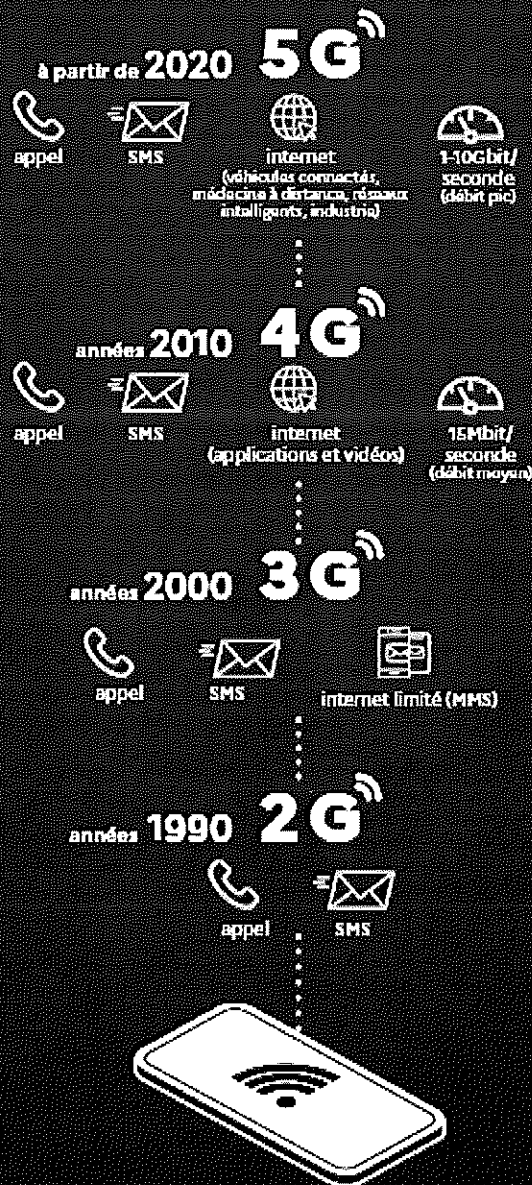 à partir de 2020 5G
appel
SMS
internet
(véhicules connectés,
médecine à distance, réseaux
intelligents, industrie)
1-10Gbit/
seconde
(débit pic)
années 2010 4G
appel
SMS
internet
(applications et vidéos)
15Mbit/
seconde
(débit moyen)
années 2000 3G
appel
SMS
internet limité (MMS)
années 1990 2G
appel
SMS